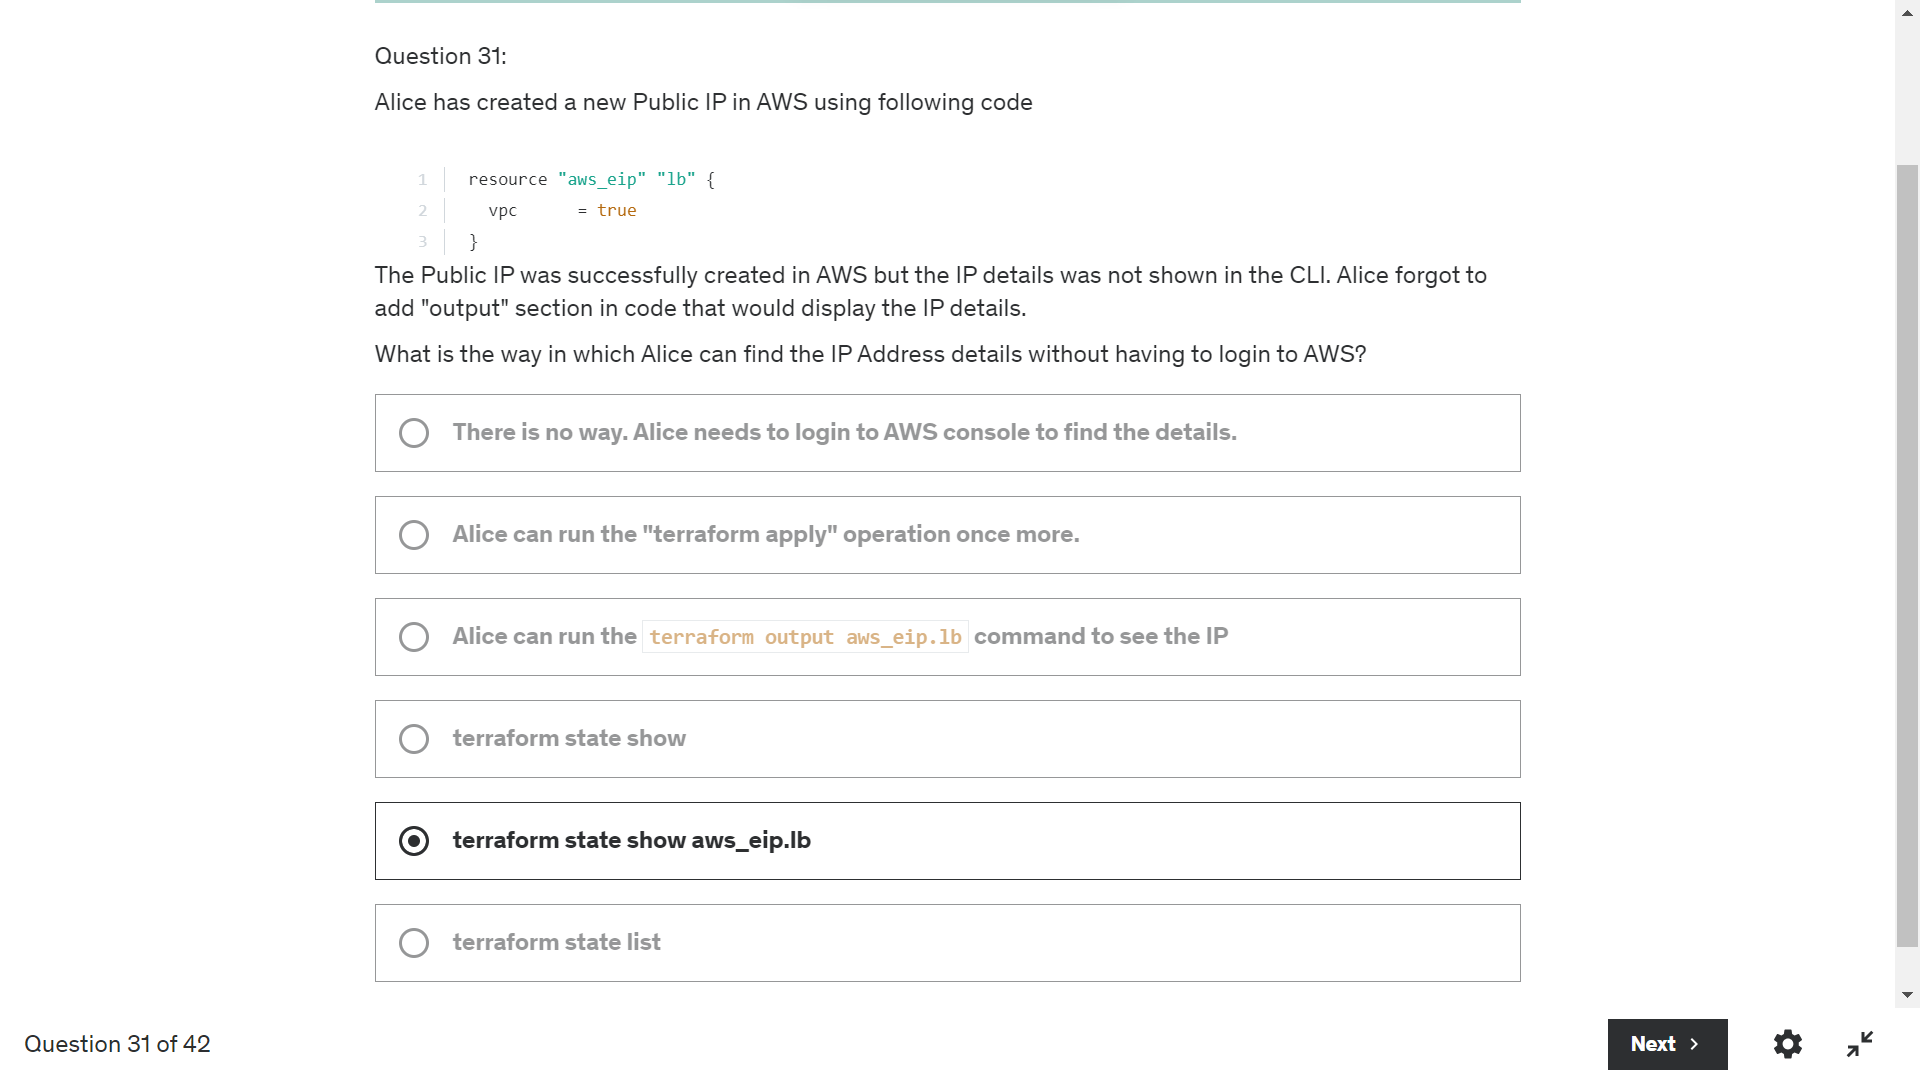 Question 31:
Alice has created a new Public IP in AWS using following code
1 resource "aws_eip" "lb" {
2   vpc      = true
3 }
The Public IP was successfully created in AWS but the IP details was not shown in the CLI. Alice forgot to
add "output" section in code that would display the IP details.
What is the way in which Alice can find the IP Address details without having to login to AWS?
There is no way. Alice needs to login to AWS console to find the details.
Alice can run the "terraform apply" operation once more.
Alice can run the terraform output aws_eip.lb command to see the IP
terraform state show
terraform state show aws_eip.lb
terraform state list
Question 31 of 42
Next